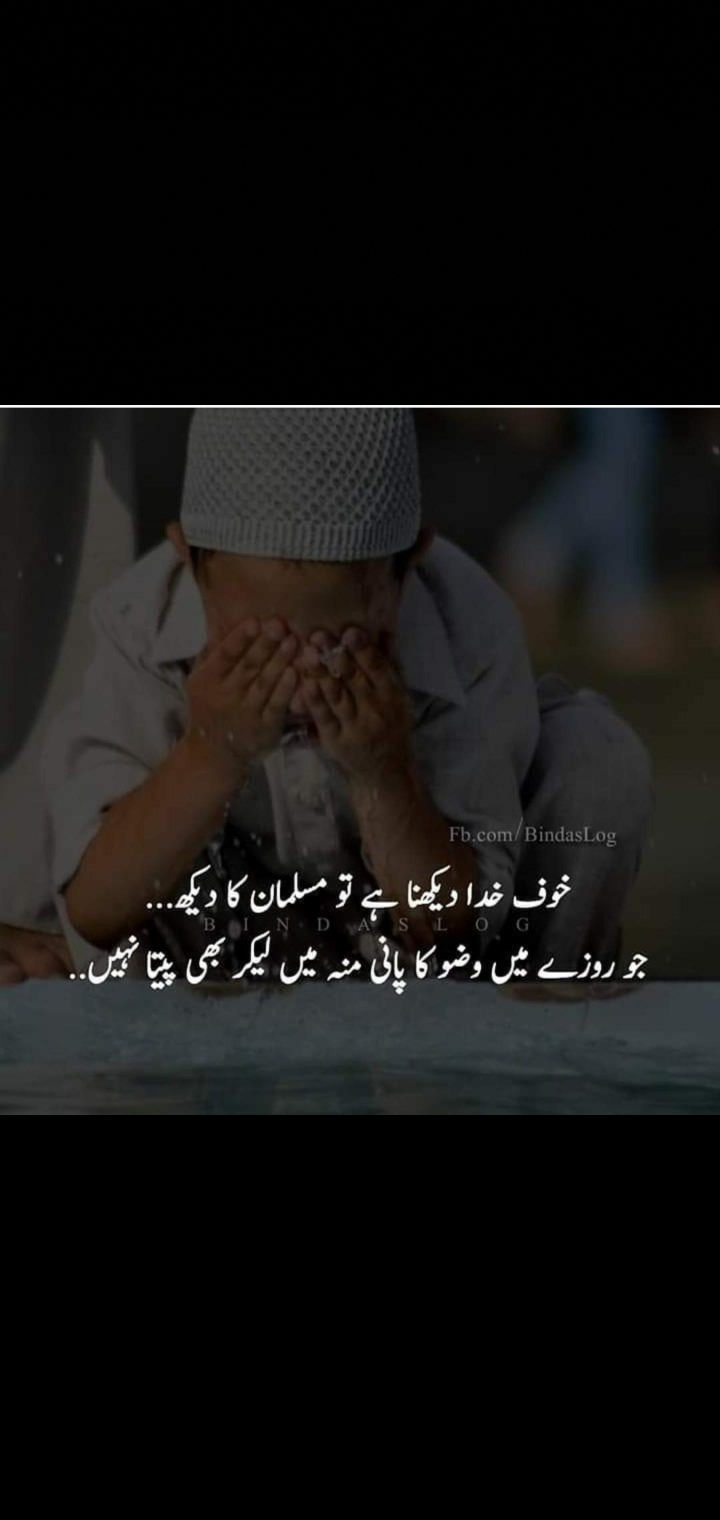 Fb.com/BindasLog
خوف خدا دیکھنا ہے تو مسلمان کا دیکھ...
BINDASLOG
جو روزے میں وضو کا پانی منہ میں لیکر بھی پیتا نہیں..